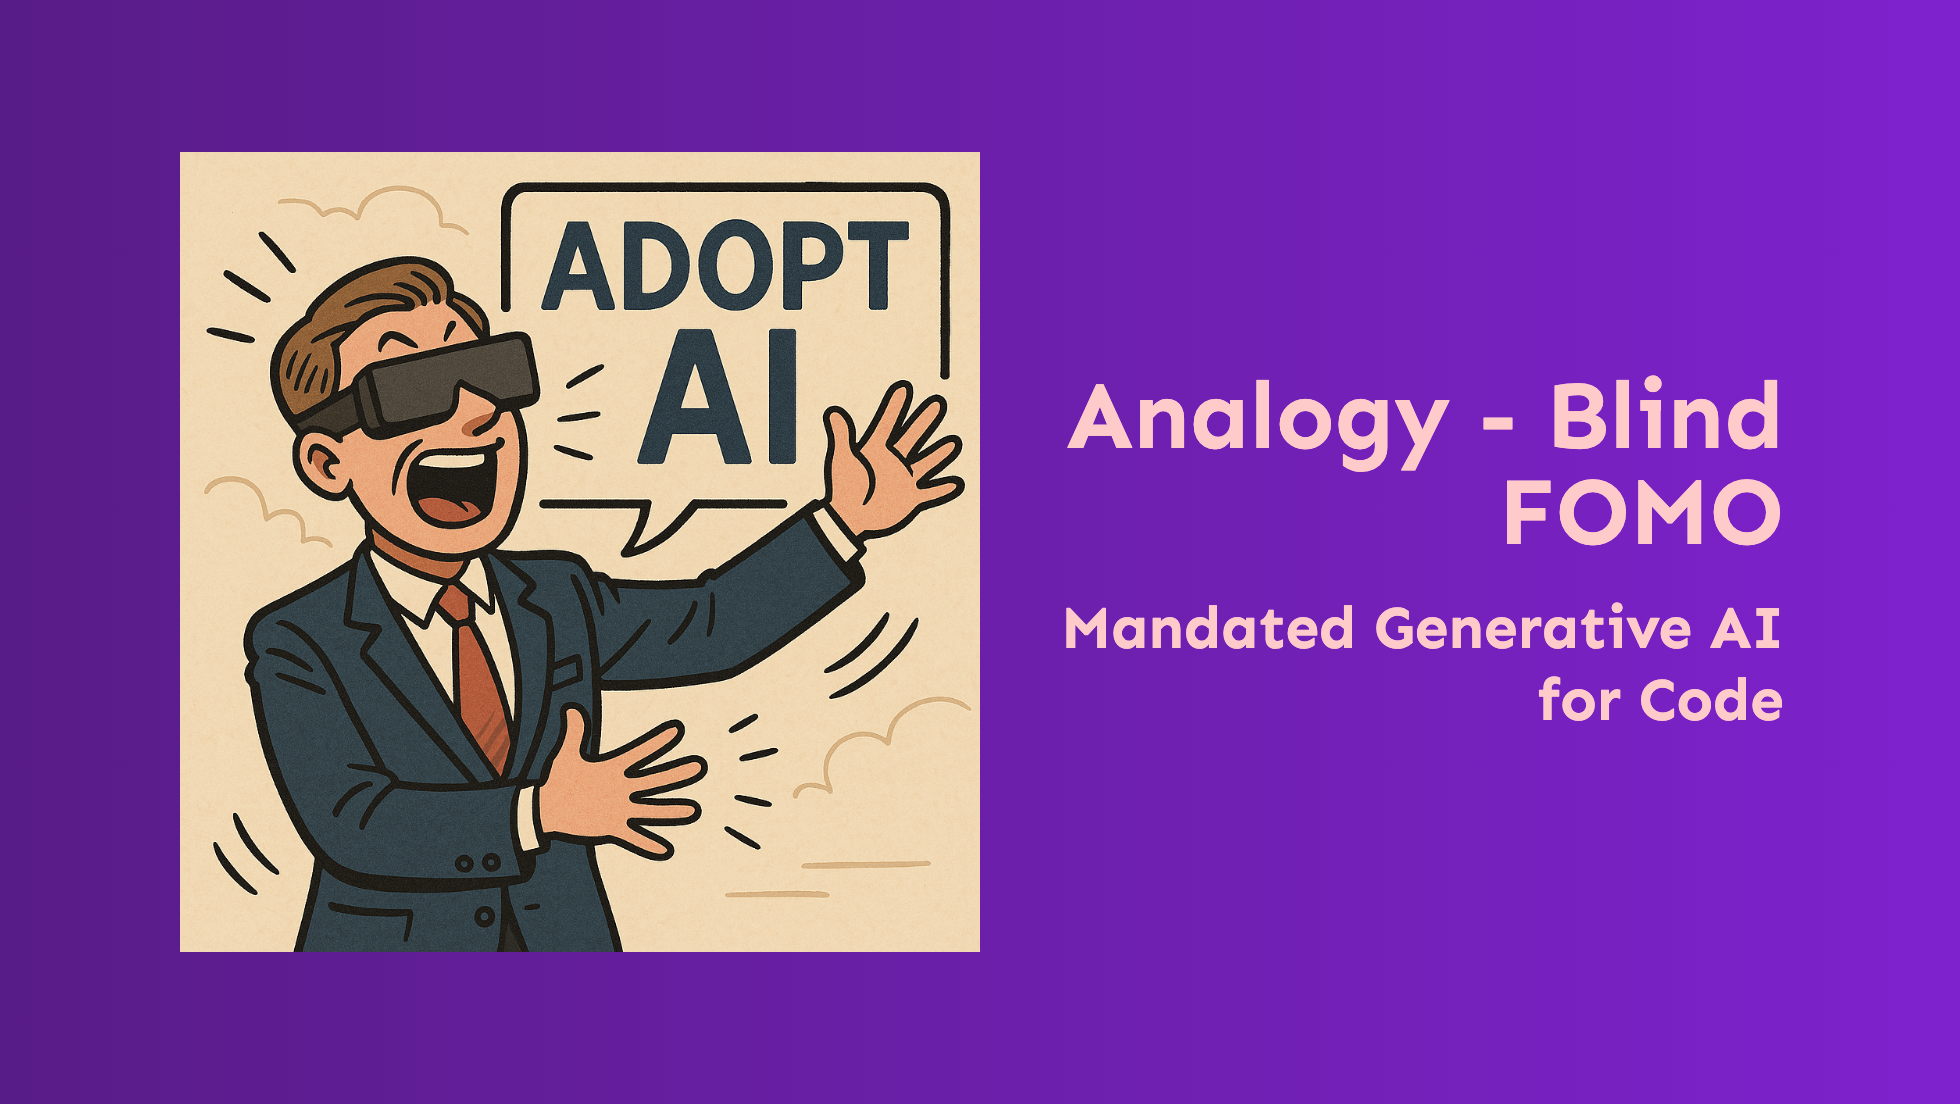 ADOPT
AI
Analogy - Blind
FOMO
Mandated Generative AI
for Code